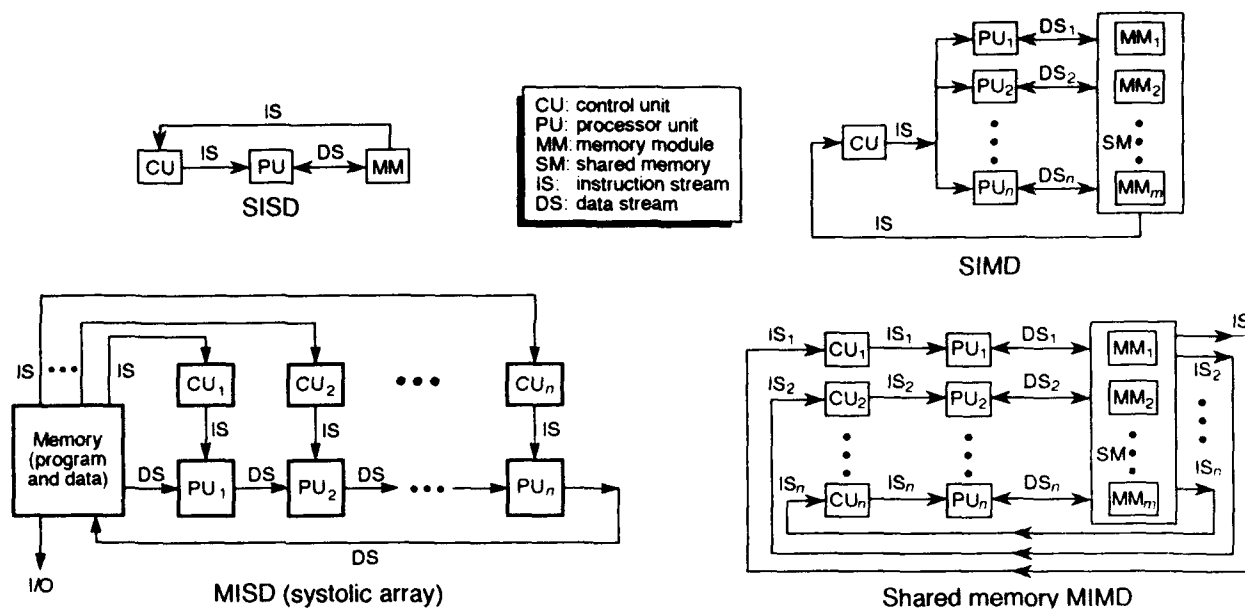 IS
CU
IS
PU
DS
MM
SISD
CU: control unit
PU: processor unit
MM: memory module
SM: shared memory
IS: instruction stream
DS: data stream
CU
IS
PU₁
DS₁
MM₁
PU₂
DS₂
MM₂
SM
PUₙ
DSₙ
MMₘ
IS
SIMD
IS
IS
CU₁
CU₂
CUₙ
IS
IS
IS
Memory
(program
and data)
DS
PU₁
DS
PU₂
DS
PUₙ
DS
I/O
MISD (systolic array)
IS₁
CU₁
IS₁
PU₁
DS₁
MM₁
IS₂
CU₂
IS₂
PU₂
DS₂
MM₂
IS₂
SM
ISₙ
CUₙ
ISₙ
PUₙ
DSₙ
MMₘ
ISₙ
Shared memory MIMD